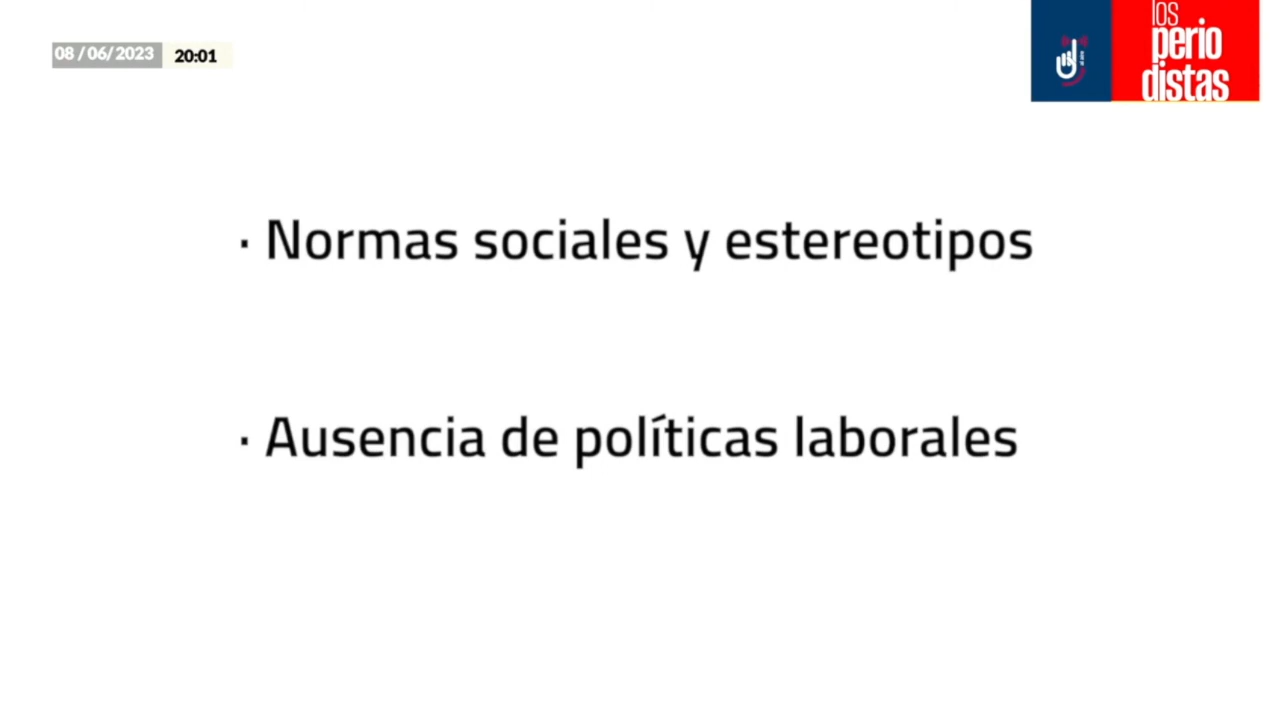 08 / 06/ 2023 20:01
los
perio
distas
· Normas sociales y estereotipos
· Ausencia de políticas laborales